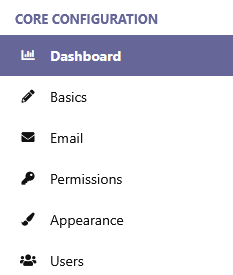 CORE CONFIGURATION
Dashboard
Basics
Email
Permissions
Appearance
Users